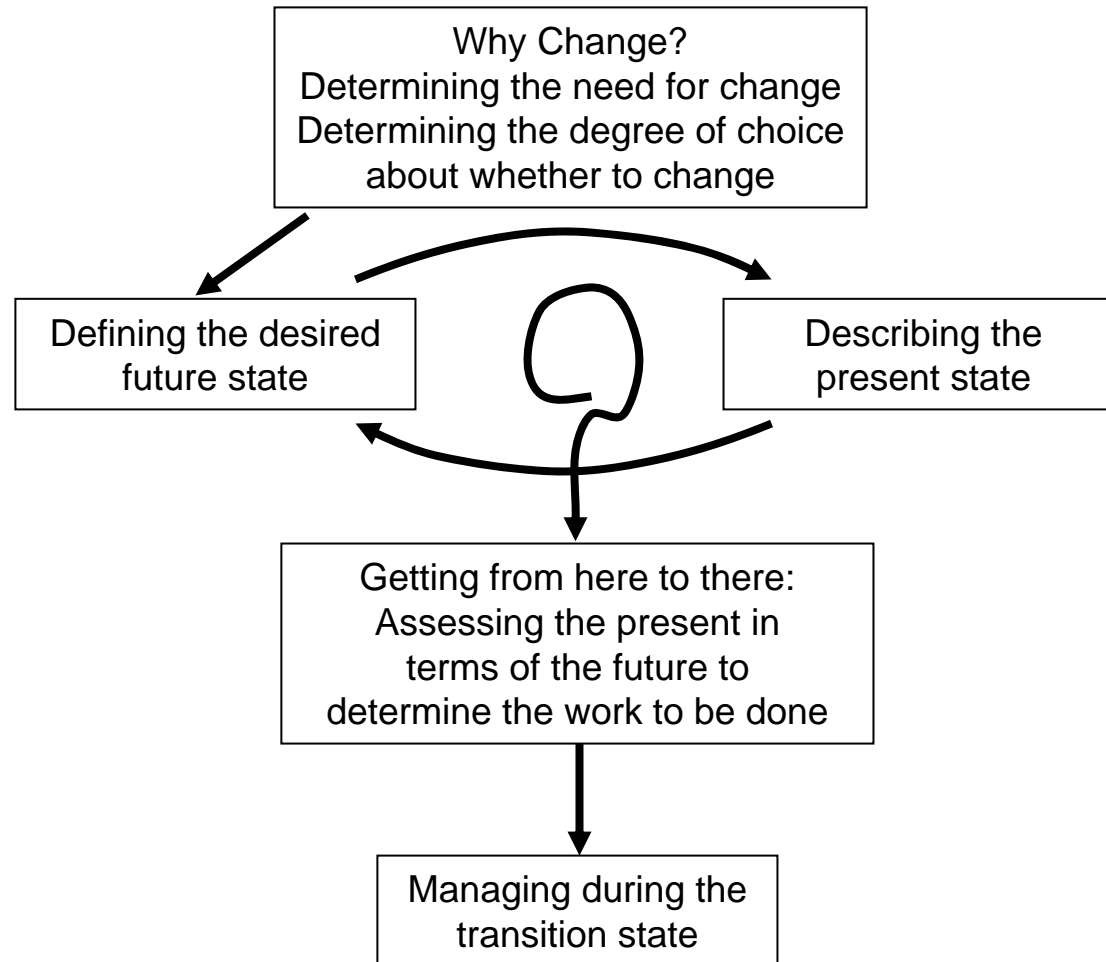 Why Change?
Determining the need for change
Determining the degree of choice
about whether to change
Defining the desired
future state
Describing the
present state
Getting from here to there:
Assessing the present in
terms of the future to
determine the work to be done
Managing during the
transition state